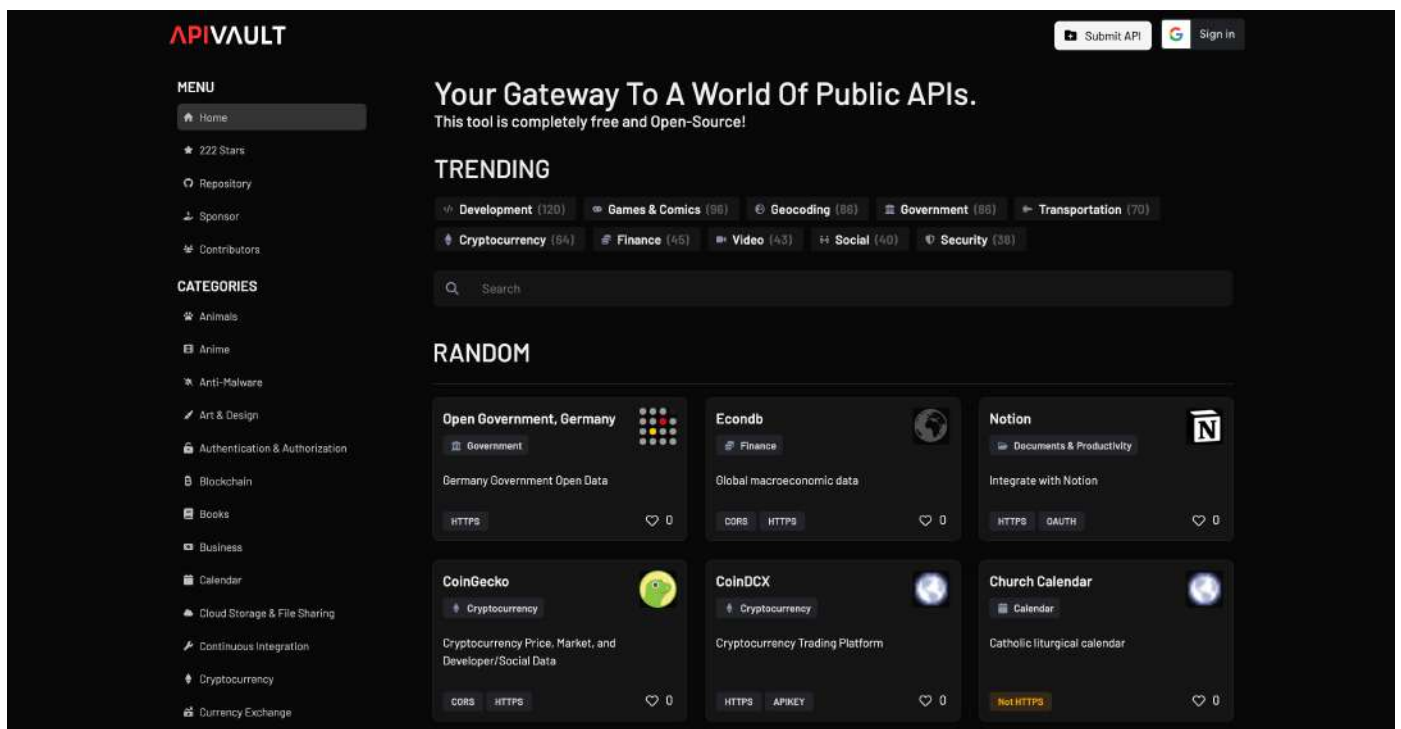 APIVAULT
Submit API
Sign in
MENU
Home
222 Stars
Repository
Sponsor
Contributors
CATEGORIES
Animals
Anime
Anti-Malware
Art & Design
Authentication & Authorization
Blockchain
Books
Business
Calendar
Cloud Storage & File Sharing
Continuous Integration
Cryptocurrency
Currency Exchange
Your Gateway To A World Of Public APIs.
This tool is completely free and Open-Source!
TRENDING
Development (120) Games & Comics (96) Geocoding (86) Government (86) Transportation (70)
Cryptocurrency (64) Finance (45) Video (43) Social (40) Security (38)
Search
RANDOM
Open Government, Germany
Government
Germany Government Open Data
HTTPS 0
Econdb
Finance
Global macroeconomic data
CORS HTTPS 0
Notion
Documents & Productivity
Integrate with Notion
HTTPS OAUTH 0
CoinGecko
Cryptocurrency
Cryptocurrency Price, Market, and
Developer/Social Data
CORS HTTPS 0
CoinDCX
Cryptocurrency
Cryptocurrency Trading Platform
HTTPS APIKEY 0
Church Calendar
Calendar
Catholic liturgical calendar
Not HTTPS 0